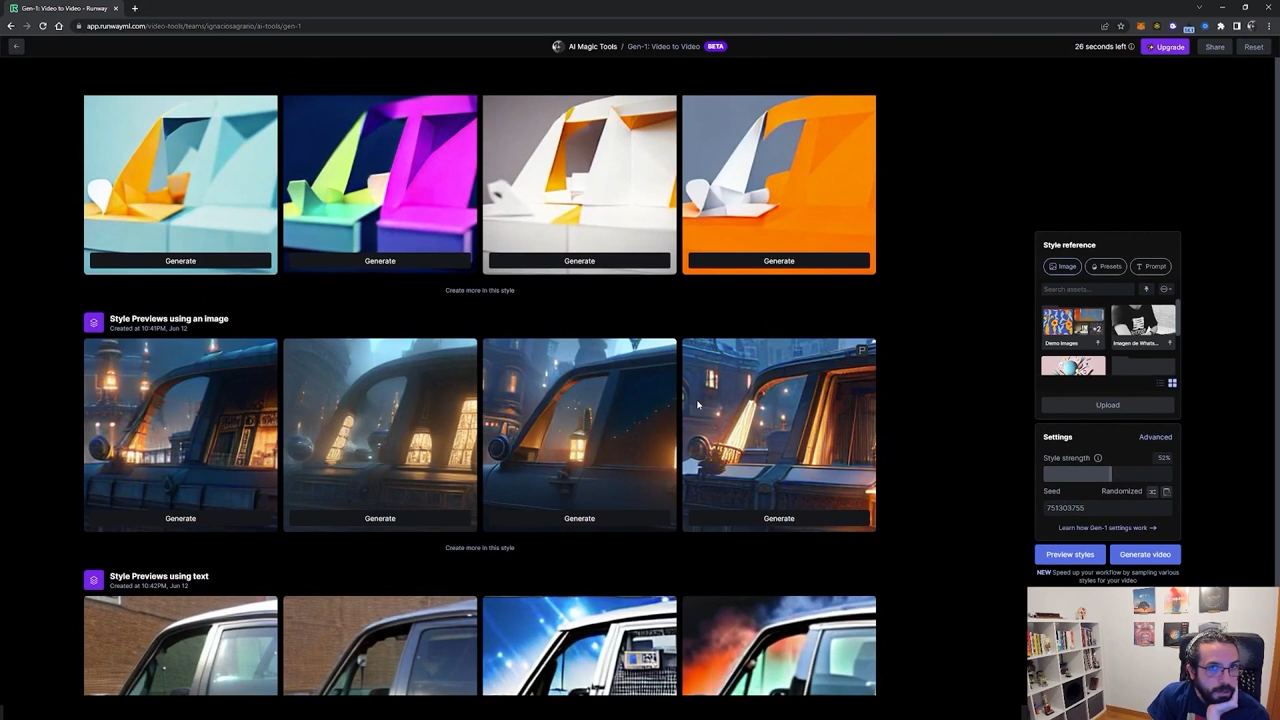 Gen-1: Video to Video - Runway
app.runwayml.com/video-tools/teams/ignaciosagrario/ai-tools/gen-1
AI Magic Tools / Gen-1: Video to Video BETA
26 seconds left
Upgrade
Share
Reset
Generate
Generate
Generate
Generate
Create more in this style
Style Previews using an image
Created at 10:41PM, Jun 12
Generate
Generate
Generate
Generate
Create more in this style
Style Previews using text
Created at 10:42PM, Jun 12
Style reference
Image
Presets
Prompt
Search assets...
+2
Demo Images
Imagen de Whats...
Upload
Settings
Advanced
Style strength
52%
Seed
Randomized
751303755
Learn how Gen-1 settings work →
Preview styles
Generate video
NEW Speed up your workflow by sampling various
styles for your video